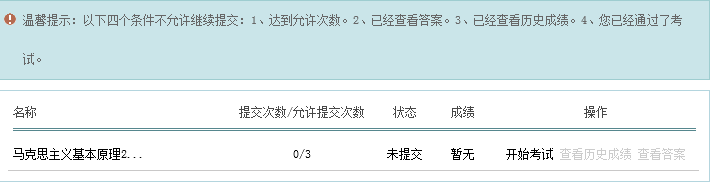 温馨提示：以下四个条件不允许继续提交：1、达到允许次数。2、已经查看答案。3、已经查看历史成绩。4、您已经通过了考
试。
名称 提交次数/允许提交次数 状态 成绩 操作
马克思主义基本原理2... 0/3 未提交 暂无 开始考试 查看历史成绩 查看答案